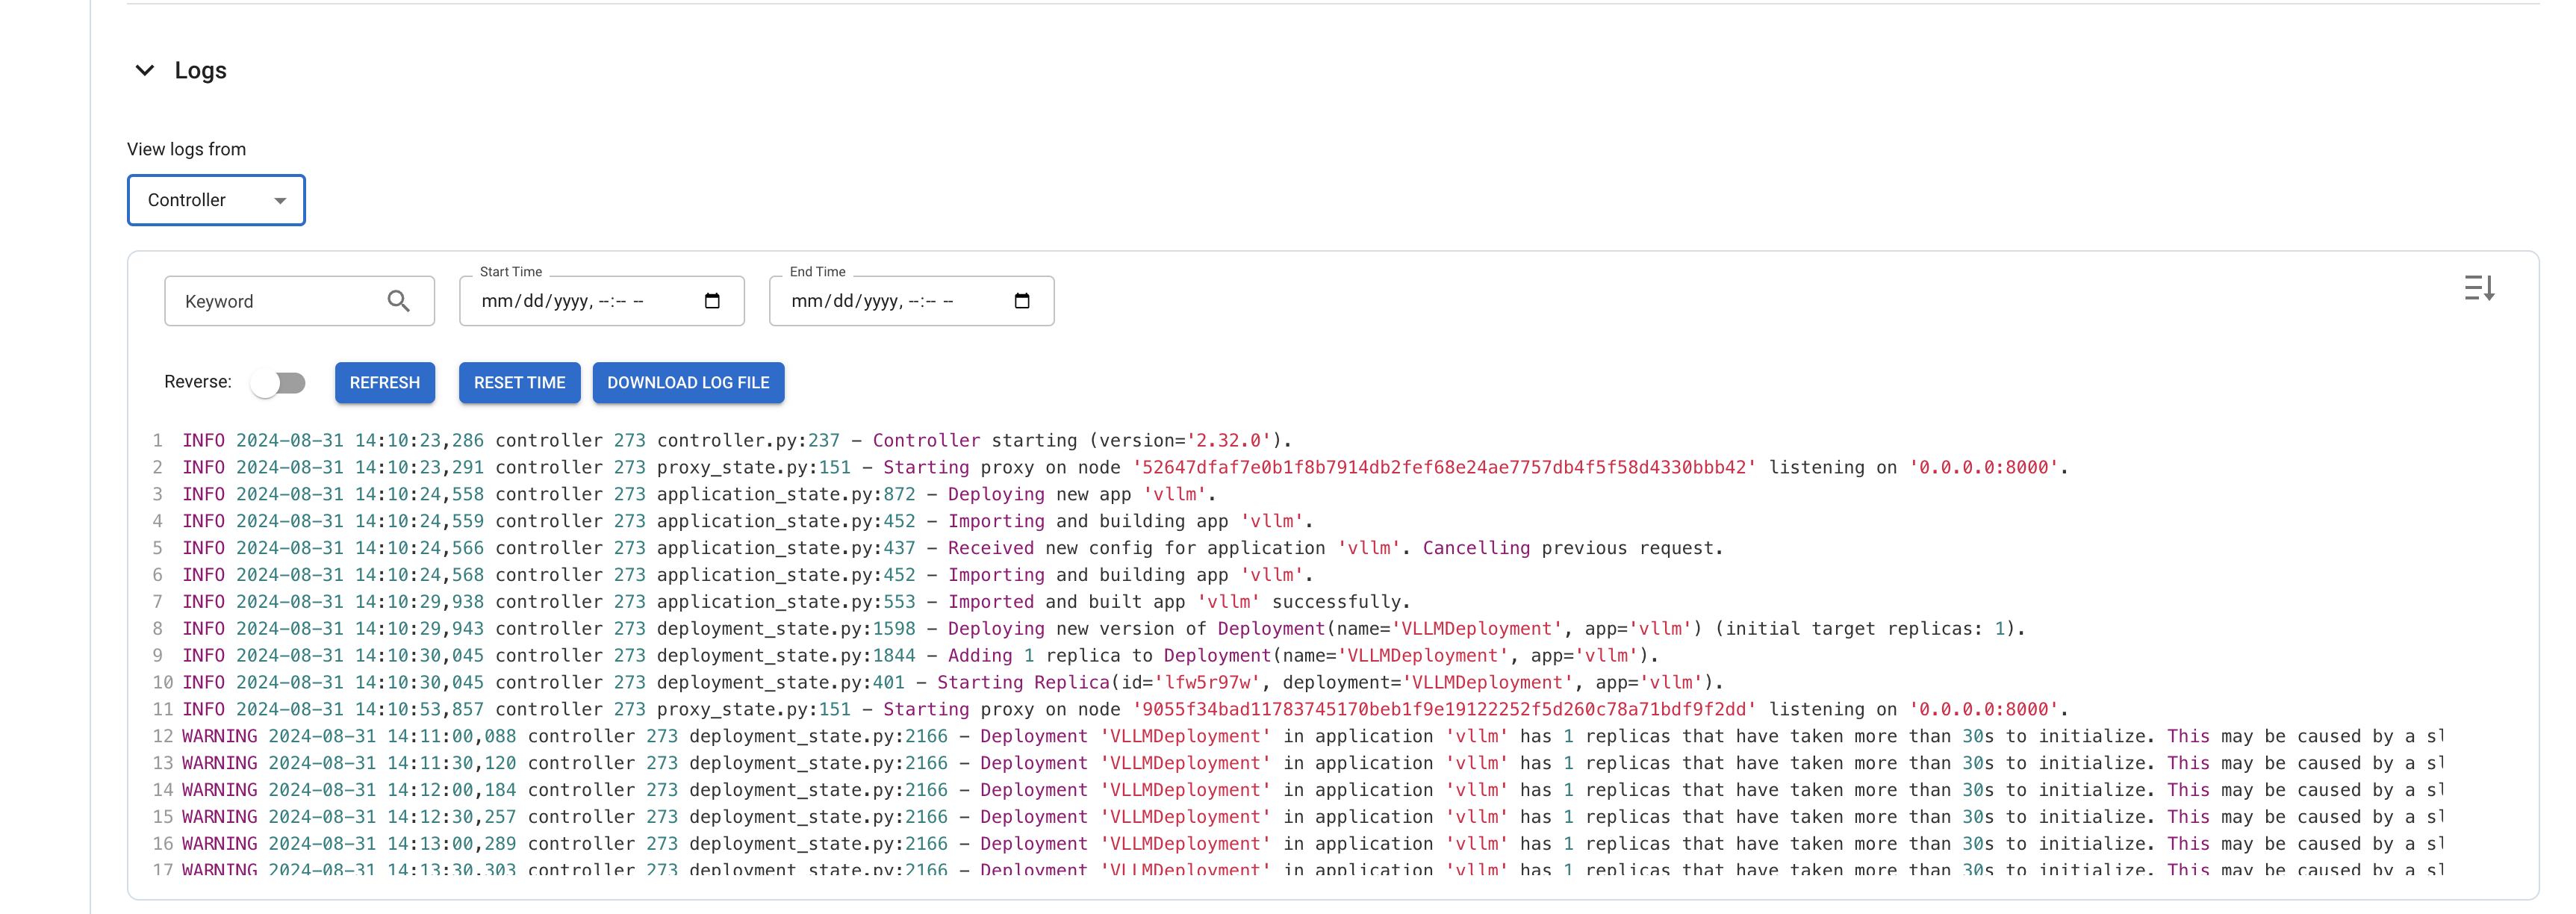 Logs
View logs from
Controller
Keyword
Start Time
mm/dd/yyyy, --:-- --
End Time
mm/dd/yyyy, --:-- --
Reverse:
REFRESH
RESET TIME
DOWNLOAD LOG FILE
1 INFO 2024-08-31 14:10:23,286 controller 273 controller.py:237 - Controller starting (version='2.32.0').
2 INFO 2024-08-31 14:10:23,291 controller 273 proxy_state.py:151 - Starting proxy on node '52647dfaf7e0b1f8b7914db2fef68e24ae7757db4f5f58d4330bbb42' listening on '0.0.0.0:8000'.
3 INFO 2024-08-31 14:10:24,558 controller 273 application_state.py:872 - Deploying new app 'vllm'.
4 INFO 2024-08-31 14:10:24,559 controller 273 application_state.py:452 - Importing and building app 'vllm'.
5 INFO 2024-08-31 14:10:24,566 controller 273 application_state.py:437 - Received new config for application 'vllm'. Cancelling previous request.
6 INFO 2024-08-31 14:10:24,568 controller 273 application_state.py:452 - Importing and building app 'vllm'.
7 INFO 2024-08-31 14:10:29,938 controller 273 application_state.py:553 - Imported and built app 'vllm' successfully.
8 INFO 2024-08-31 14:10:29,943 controller 273 deployment_state.py:1598 - Deploying new version of Deployment(name='VLLMDeployment', app='vllm') (initial target replicas: 1).
9 INFO 2024-08-31 14:10:30,045 controller 273 deployment_state.py:1844 - Adding 1 replica to Deployment(name='VLLMDeployment', app='vllm').
10 INFO 2024-08-31 14:10:30,045 controller 273 deployment_state.py:401 - Starting Replica(id='lfw5r97w', deployment='VLLMDeployment', app='vllm').
11 INFO 2024-08-31 14:10:53,857 controller 273 proxy_state.py:151 - Starting proxy on node '9055f34bad11783745170beb1f9e19122252f5d260c78a71bdf9f2dd' listening on '0.0.0.0:8000'.
12 WARNING 2024-08-31 14:11:00,088 controller 273 deployment_state.py:2166 - Deployment 'VLLMDeployment' in application 'vllm' has 1 replicas that have taken more than 30s to initialize. This may be caused by a sl
13 WARNING 2024-08-31 14:11:30,120 controller 273 deployment_state.py:2166 - Deployment 'VLLMDeployment' in application 'vllm' has 1 replicas that have taken more than 30s to initialize. This may be caused by a sl
14 WARNING 2024-08-31 14:12:00,184 controller 273 deployment_state.py:2166 - Deployment 'VLLMDeployment' in application 'vllm' has 1 replicas that have taken more than 30s to initialize. This may be caused by a sl
15 WARNING 2024-08-31 14:12:30,257 controller 273 deployment_state.py:2166 - Deployment 'VLLMDeployment' in application 'vllm' has 1 replicas that have taken more than 30s to initialize. This may be caused by a sl
16 WARNING 2024-08-31 14:13:00,289 controller 273 deployment_state.py:2166 - Deployment 'VLLMDeployment' in application 'vllm' has 1 replicas that have taken more than 30s to initialize. This may be caused by a sl
17 WARNING 2024-08-31 14:13:30,303 controller 273 deployment_state.py:2166 - Deployment 'VLLMDeployment' in application 'vllm' has 1 replicas that have taken more than 30s to initialize. This may be caused by a sl